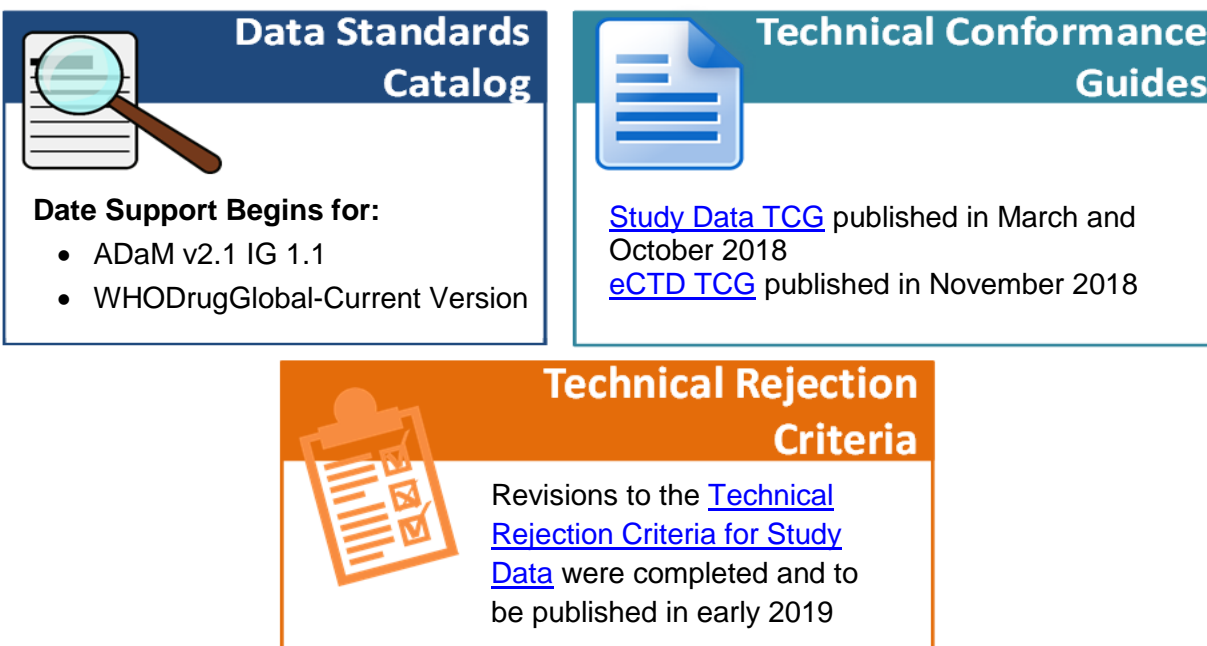 Data Standards
Catalog
Date Support Begins for:
• ADaM v2.1 IG 1.1
• WHODrugGlobal-Current Version
Technical Conformance
Guides
Study Data TCG published in March and
October 2018
eCTD TCG published in November 2018
Technical Rejection
Criteria
Revisions to the Technical
Rejection Criteria for Study
Data were completed and to
be published in early 2019